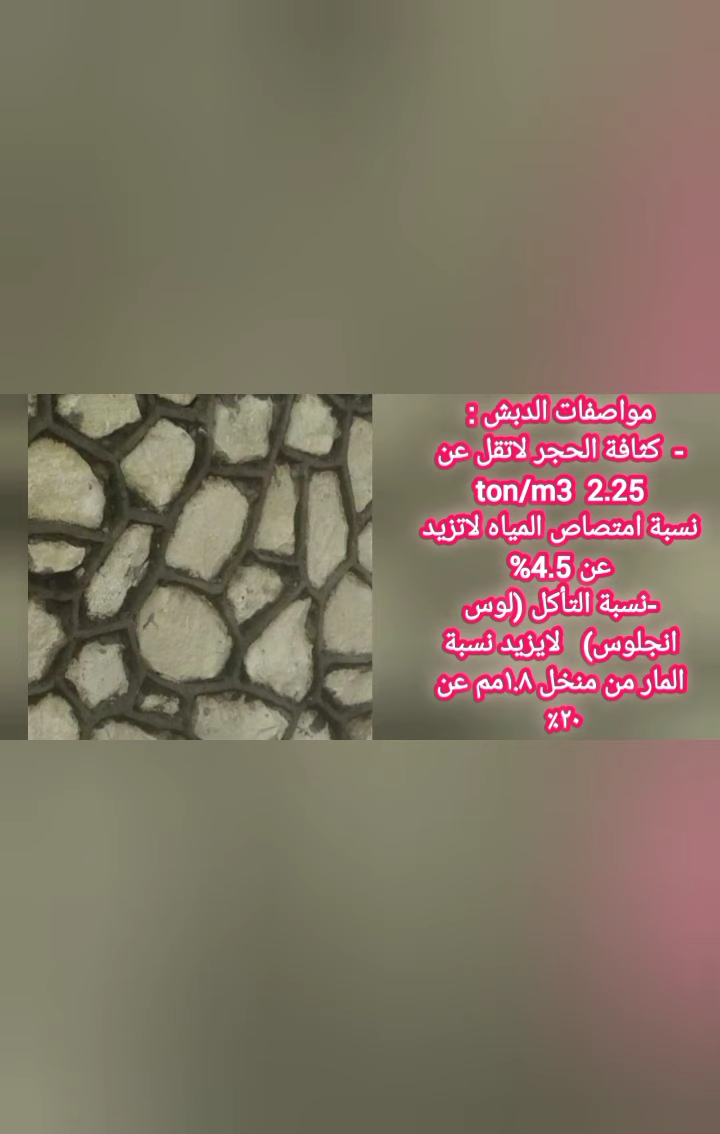 مواصفات الدبش :
- كثافة الحجر لاتقل عن
2.25 ton/m3
نسبة امتصاص المياه لاتزيد
عن 4.5%
-نسبة التأكل (لوس
انجلوس) لايزيد نسبة
المار من منخل ١.٨مم عن
٢٠٪